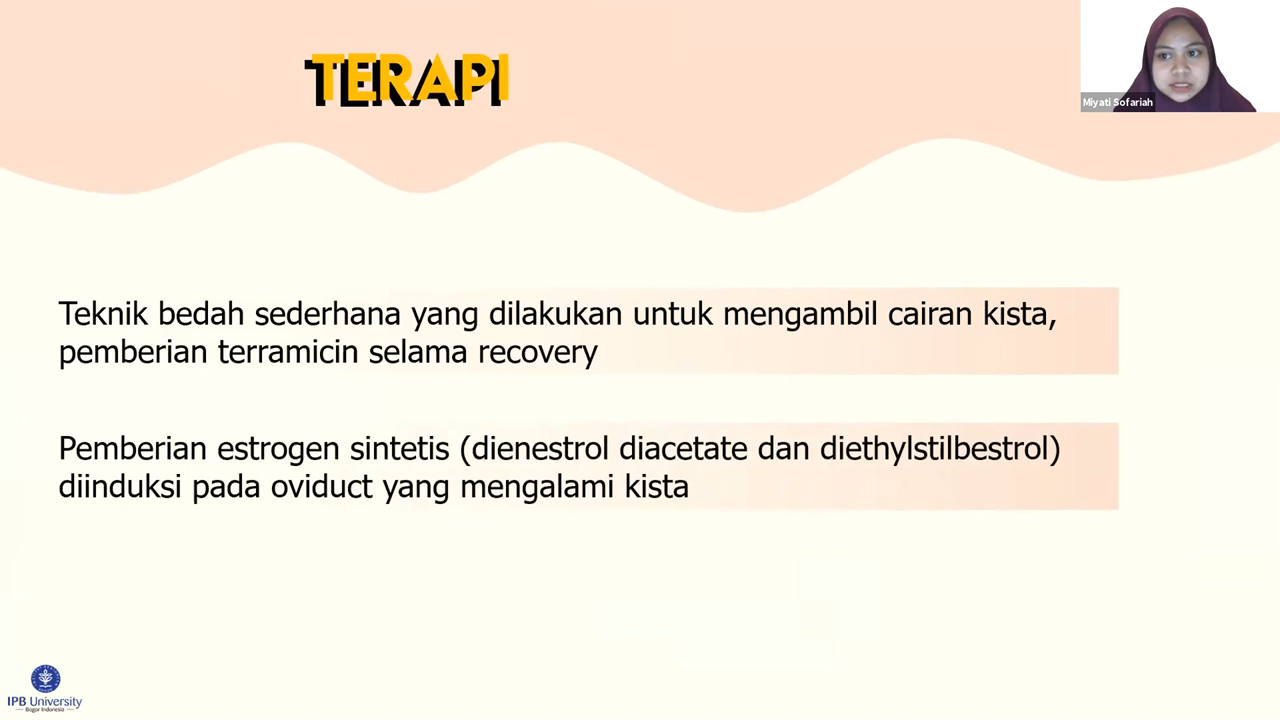 TERAPI
Miyati Sofariah
Teknik bedah sederhana yang dilakukan untuk mengambil cairan kista,
pemberian terramicin selama recovery
Pemberian estrogen sintetis (dienestrol diacetate dan diethylstilbestrol)
diinduksi pada oviduct yang mengalami kista
IPB University
Bogor Indonesia